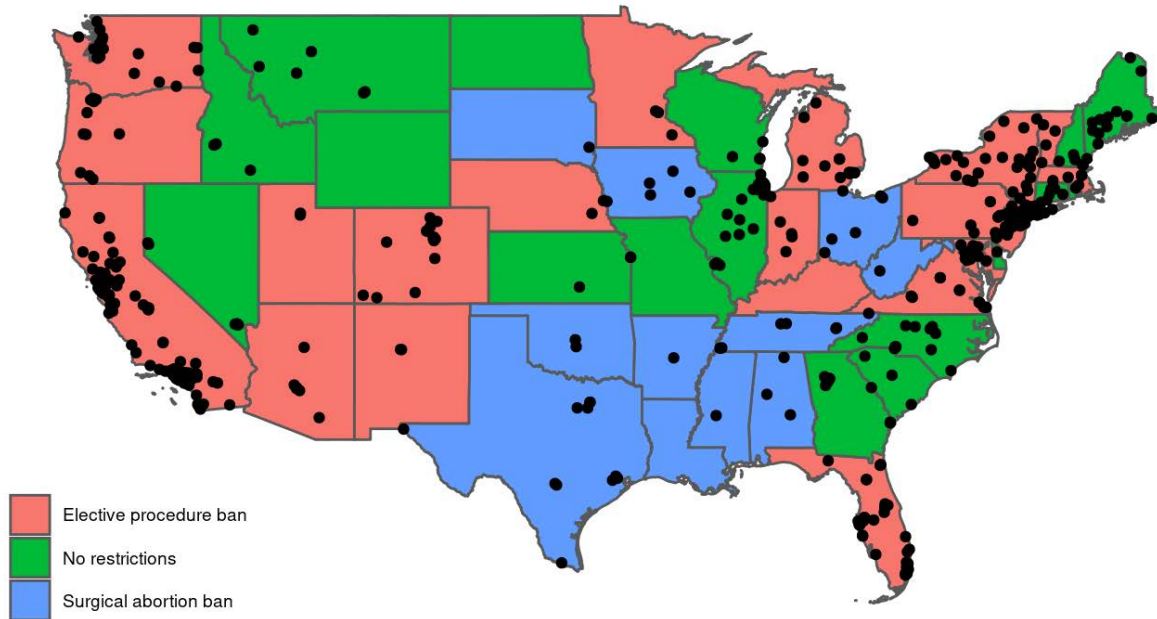 Elective procedure ban
No restrictions
Surgical abortion ban